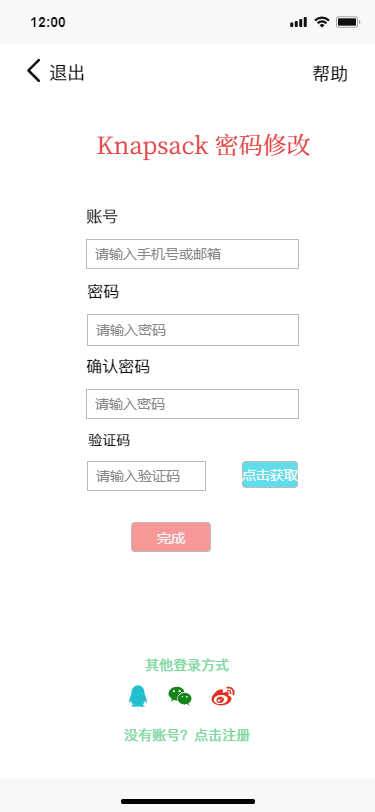 12:00
退出 帮助
Knapsack 密码修改
账号
请输入手机号或邮箱
密码
请输入密码
确认密码
请输入密码
验证码
请输入验证码 点击获取
完成
其他登录方式
没有账号? 点击注册